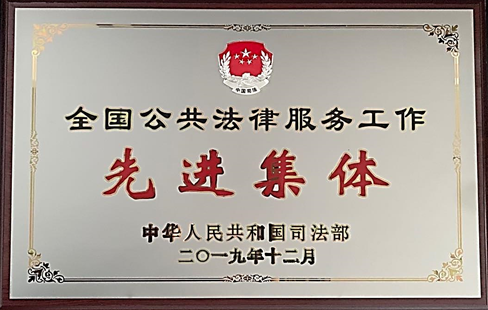 中国司法
全国公共法律服务工作
先进集体
中华人民共和国司法部
二〇一九年十二月